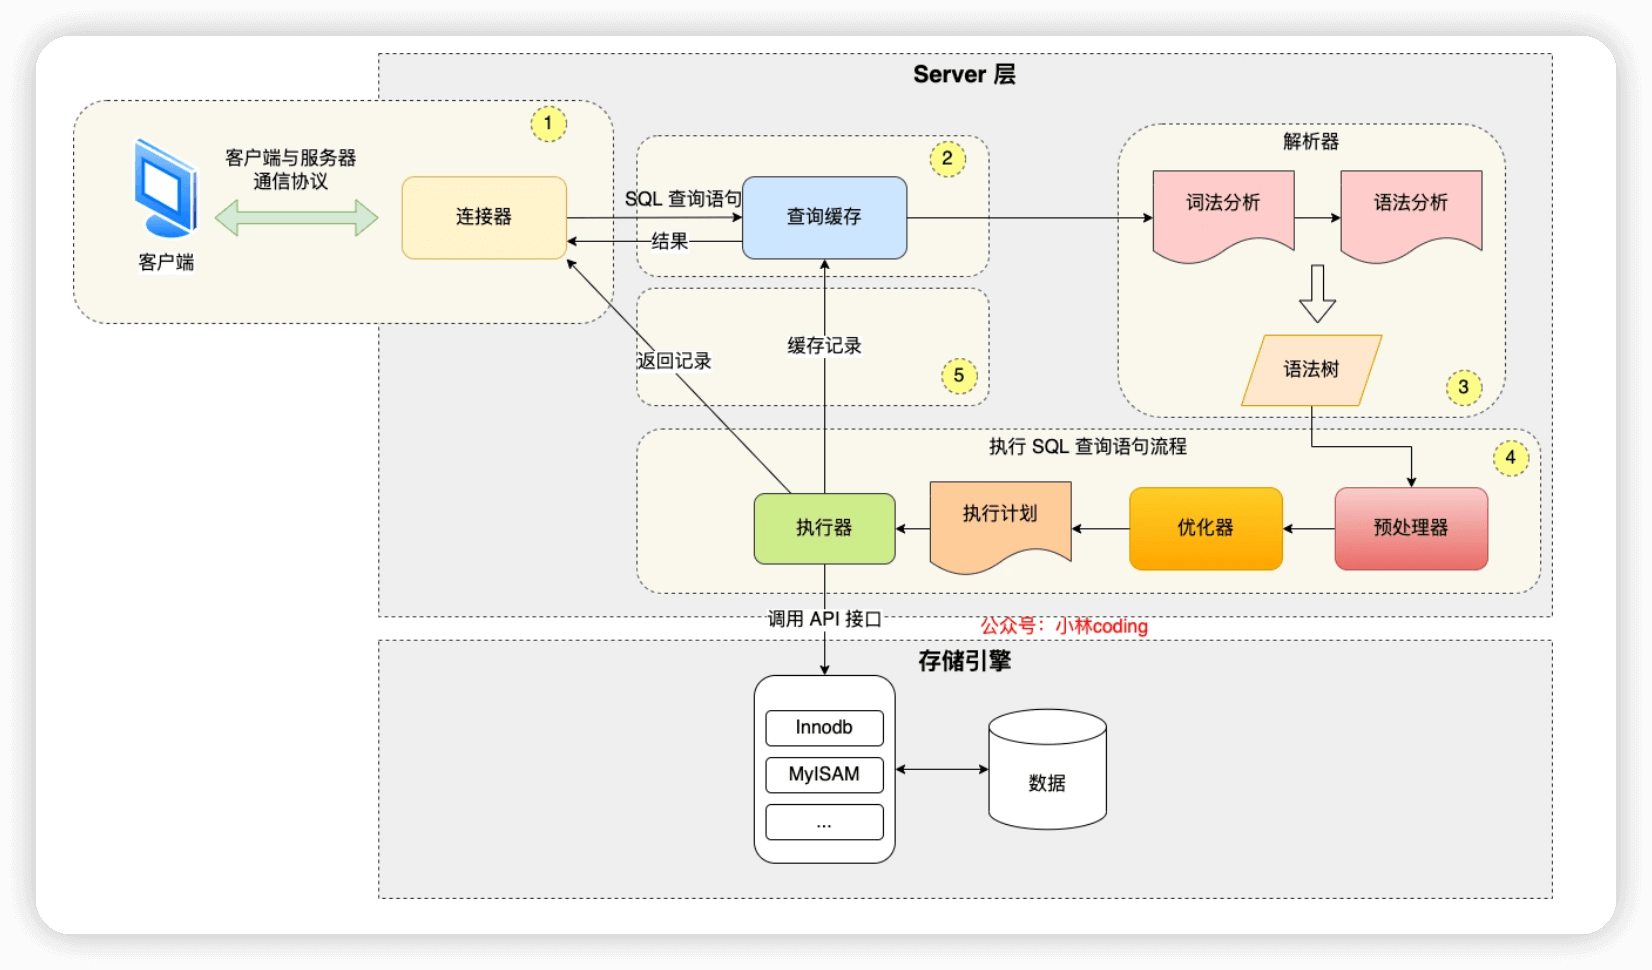 Server 层
1
客户端与服务器
通信协议
客户端
连接器
SQL 查询语句
结果
2
查询缓存
解析器
词法分析
语法分析
语法树
3
返回记录
缓存记录
5
执行 SQL 查询语句流程
4
执行器
执行计划
优化器
预处理器
调用 API 接口
公众号：小林coding
存储引擎
Innodb
MyISAM
...
数据